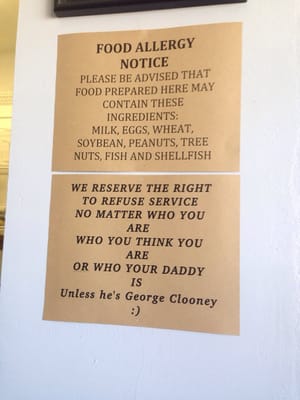 FOOD ALLERGY
NOTICE
PLEASE BE ADVISED THAT
FOOD PREPARED HERE MAY
CONTAIN THESE
INGREDIENTS:
MILK, EGGS, WHEAT,
SOYBEAN, PEANUTS, TREE
NUTS, FISH AND SHELLFISH
WE RESERVE THE RIGHT
TO REFUSE SERVICE
NO MATTER WHO YOU
ARE
WHO YOU THINK YOU
ARE
OR WHO YOUR DADDY
IS
Unless he's George Clooney
:)